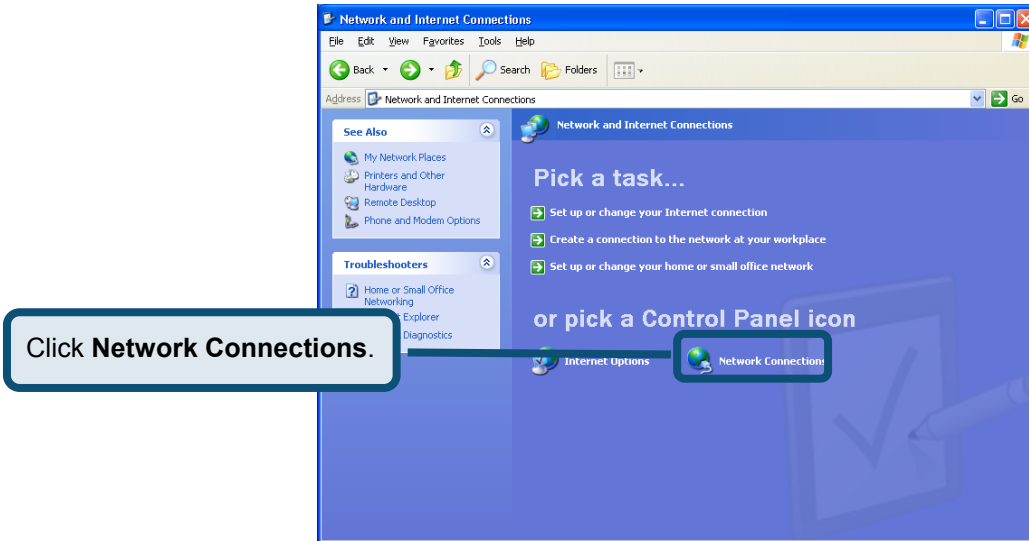 Network and Internet Connections
File Edit View Favorites Tools Help
Back Search Folders
Address Network and Internet Connections Go
See Also
My Network Places
Printers and Other
Hardware
Remote Desktop
Phone and Modem Options
Troubleshooters
Home or Small Office
Networking
Explorer
Diagnostics
Network and Internet Connections
Pick a task...
Set up or change your Internet connection
Create a connection to the network at your workplace
Set up or change your home or small office network
or pick a Control Panel icon
Internet Options Network Connections
Click Network Connections.